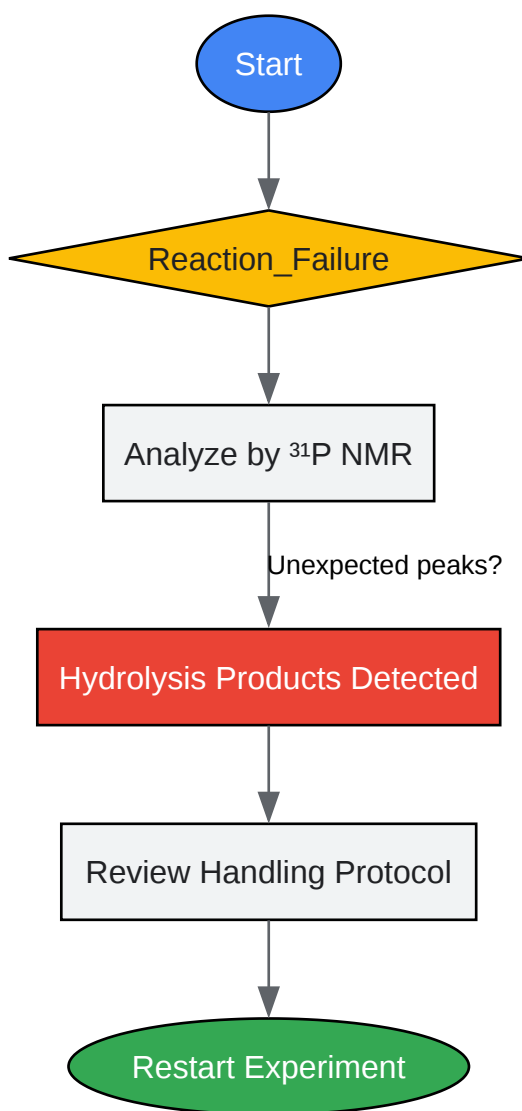 Start
Reaction_Failure
Analyze by ³¹P NMR
Unexpected peaks?
Hydrolysis Products Detected
Review Handling Protocol
Restart Experiment